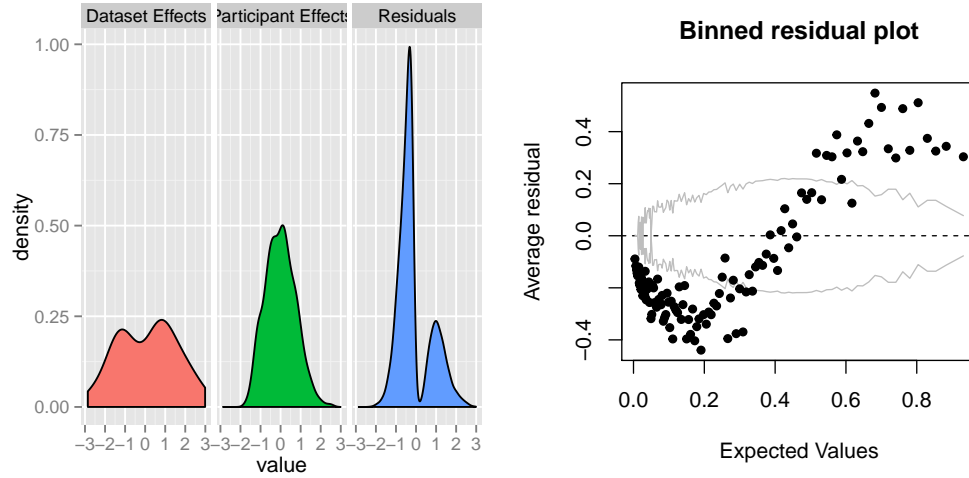 Dataset Effects Participant Effects Residuals
1.00
0.75
0.50
0.25
0.00
density
−3−2−1 0 1 2 3−3−2−1 0 1 2 3−3−2−1 0 1 2 3
value
Binned residual plot
0.4
0.2
0.0
−0.4
Average residual
0.0 0.2 0.4 0.6 0.8
Expected Values